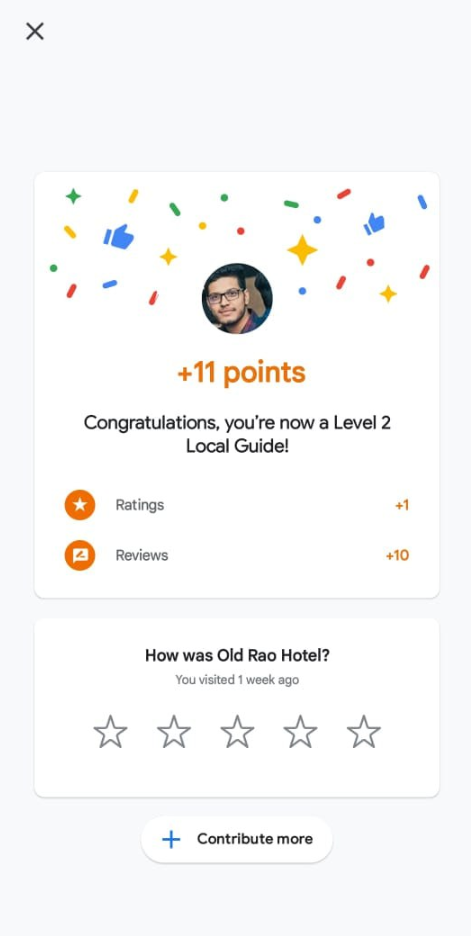 +11 points
Congratulations, you're now a Level 2
Local Guide!
Ratings +1
Reviews +10
How was Old Rao Hotel?
You visited 1 week ago
Contribute more